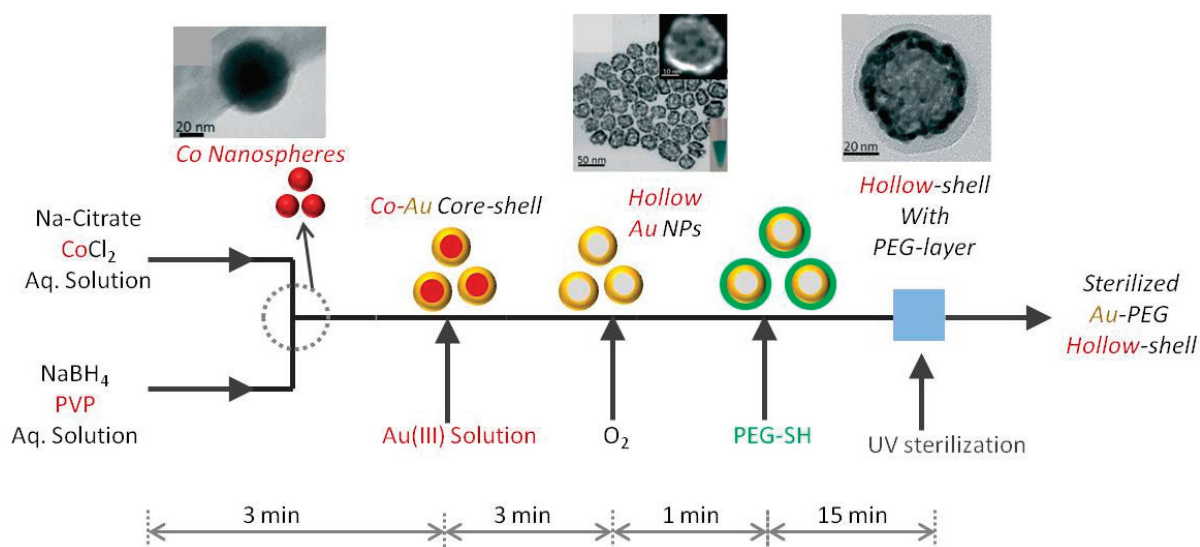 20 nm
Co Nanospheres
Na-Citrate
CoCl₂
Aq. Solution
NaBH₄
PVP
Aq. Solution
Co-Au Core-shell
Au(III) Solution
10 nm
50 nm
Hollow
Au NPs
O₂
PEG-SH
20 nm
Hollow-shell
With
PEG-layer
UV sterilization
Sterilized
Au-PEG
Hollow-shell
3 min
3 min
1 min
15 min